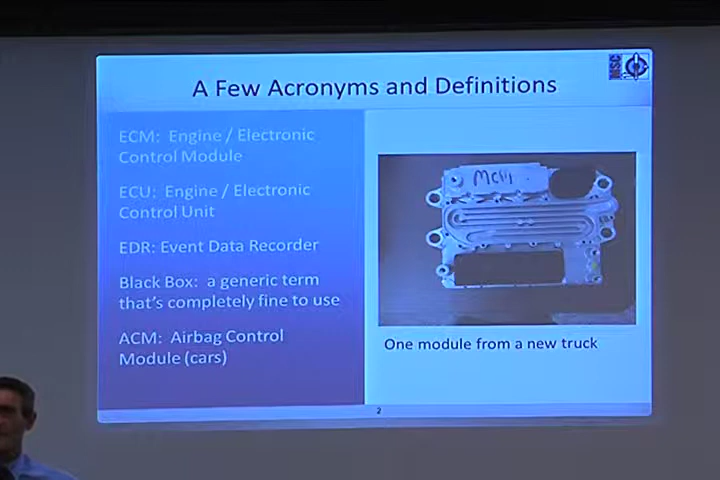 A Few Acronyms and Definitions
MSC
ECM: Engine / Electronic
Control Module
ECU: Engine / Electronic
Control Unit
EDR: Event Data Recorder
Black Box: a generic term
that's completely fine to use
ACM: Airbag Control
Module (cars)
One module from a new truck
2